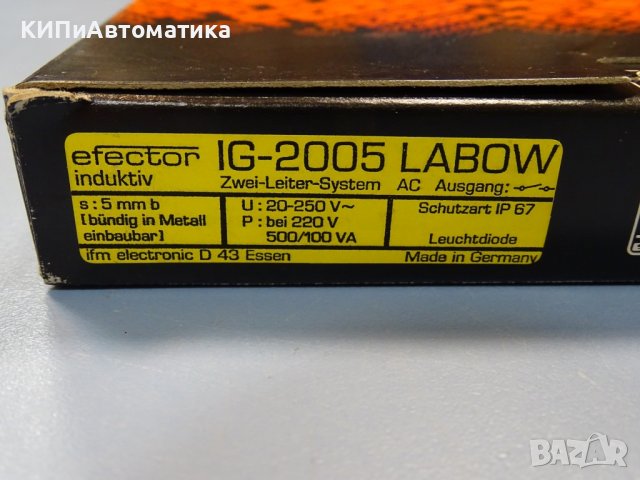 КИПиАвтоматика
efector IG-2005 LABOW
induktiv Zwei-Leiter-System AC Ausgang:
s : 5 mm b
[bündig in Metall
einbaubar]
U : 20-250 V~
P : bei 220 V
500/100 VA
Schutzart IP 67
Leuchtdiode
ifm electronic D 43 Essen Made in Germany
BAZAR